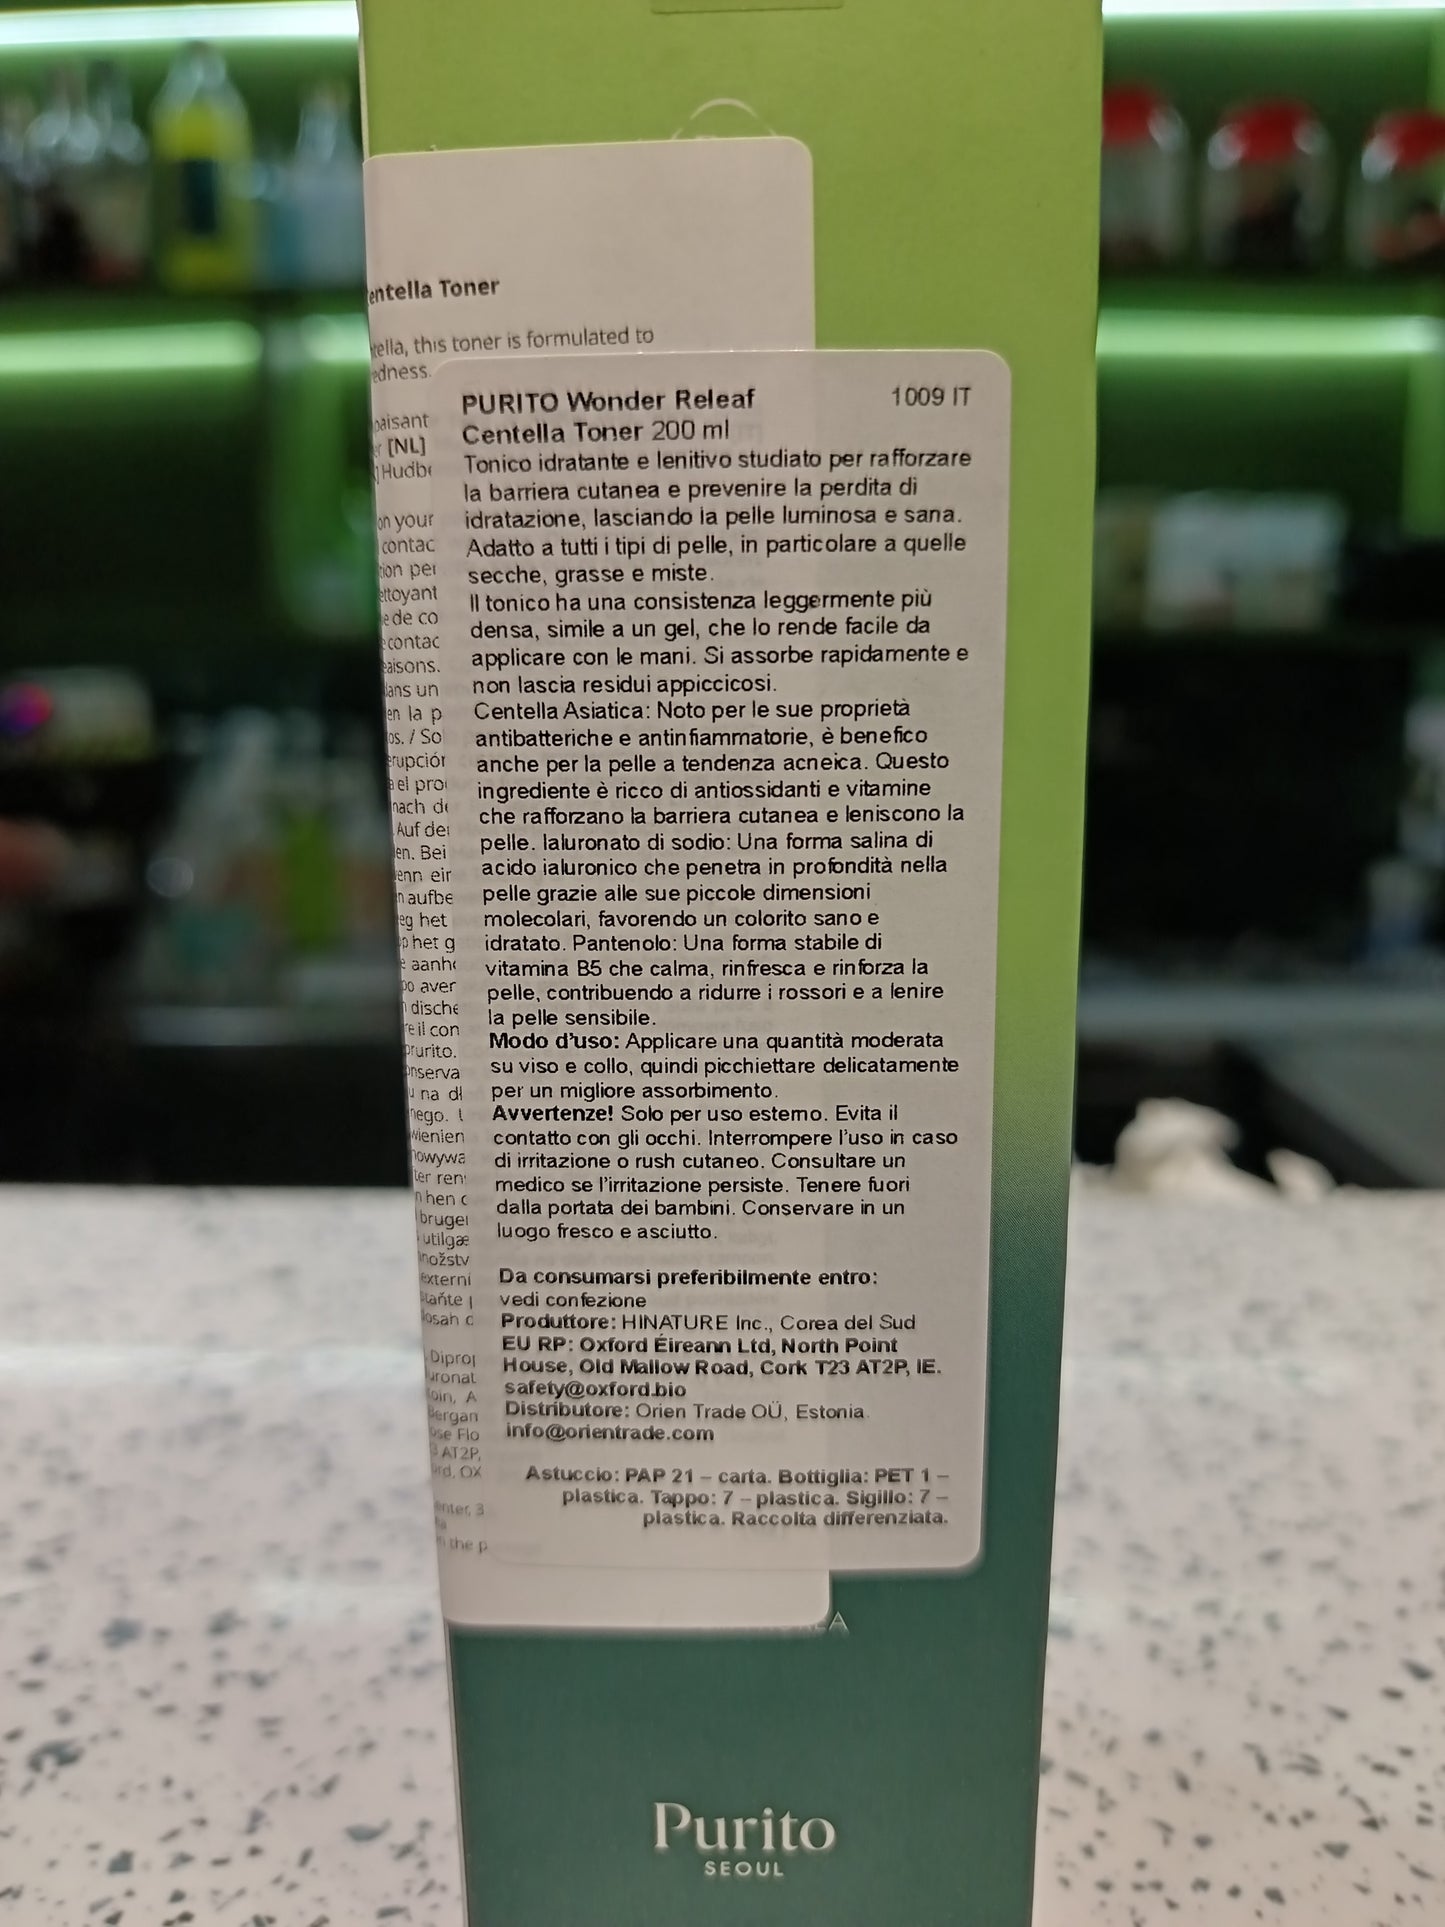 Centella Toner
this toner is formulated to
[NL]
on your
PURITO Wonder Releaf 1009 IT
Centella Toner 200 ml
Tonico idratante e lenitivo studiato per rafforzare
la barriera cutanea e prevenire la perdita di
idratazione, lasciando la pelle luminosa e sana.
Adatto a tutti i tipi di pelle, in particolare a quelle
secche, grasse e miste.
Il tonico ha una consistenza leggermente più
densa, simile a un gel, che lo rende facile da
applicare con le mani. Si assorbe rapidamente e
non lascia residui appiccicosi.
Centella Asiatica: Noto per le sue proprietà
antibatteriche e antinfiammatorie, è benefico
anche per la pelle a tendenza acneica. Questo
ingrediente è ricco di antiossidanti e vitamine
che rafforzano la barriera cutanea e leniscono la
pelle. Ialuronato di sodio: Una forma salina di
acido ialuronico che penetra in profondità nella
pelle grazie alle sue piccole dimensioni
molecolari, favorendo un colorito sano e
idratato. Pantenolo: Una forma stabile di
vitamina B5 che calma, rinfresca e rinforza la
pelle, contribuendo a ridurre i rossori e a lenire
la pelle sensibile.
Modo d'uso: Applicare una quantità moderata
su viso e collo, quindi picchiettare delicatamente
per un migliore assorbimento.
Avvertenze! Solo per uso esterno. Evita il
contatto con gli occhi. Interrompere l'uso in caso
di irritazione o rush cutaneo. Consultare un
medico se l'irritazione persiste. Tenere fuori
dalla portata dei bambini. Conservare in un
luogo fresco e asciutto.
Da consumarsi preferibilmente entro:
vedi confezione
Produttore: HINATURE Inc., Corea del Sud
EU RP: Oxford Éireann Ltd, North Point
House, Old Mallow Road, Cork T23 AT2P, IE.
safety@oxford.bio
Distributore: Orien Trade OÜ, Estonia.
info@orientrade.com
Astuccio: PAP 21 – carta. Bottiglia: PET 1 –
plastica. Tappo: 7 – plastica. Sigillo: 7 –
plastica. Raccolta differenziata.
Purito
SEOUL